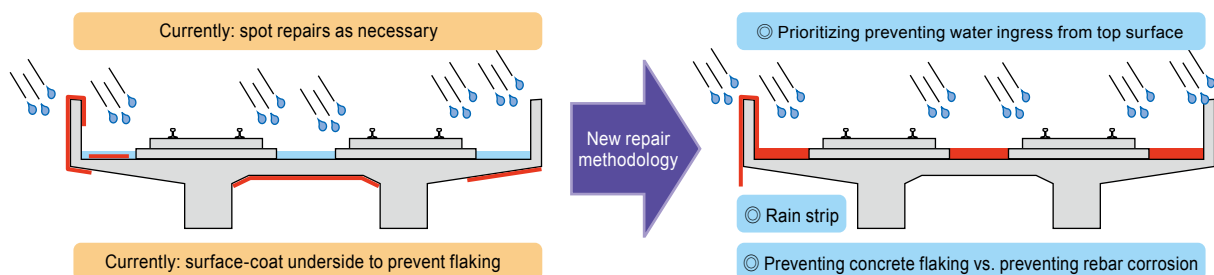 Currently: spot repairs as necessary
◎ Prioritizing preventing water ingress from top surface
New repair
methodology
◎ Rain strip
Currently: surface-coat underside to prevent flaking
◎ Preventing concrete flaking vs. preventing rebar corrosion